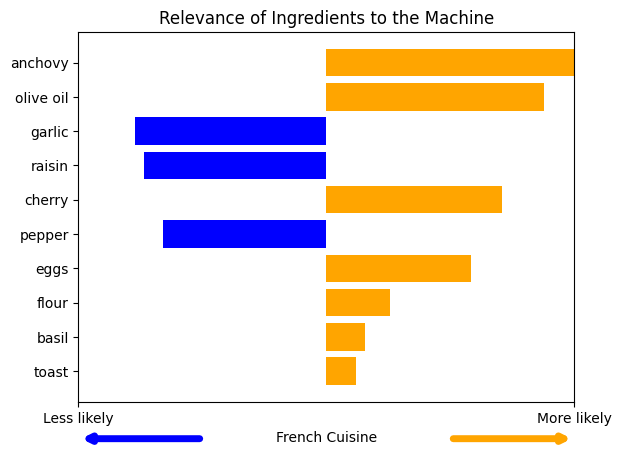 Relevance of Ingredients to the Machine
anchovy
olive oil
garlic
raisin
cherry
pepper
eggs
flour
basil
toast
Less likely
More likely
French Cuisine